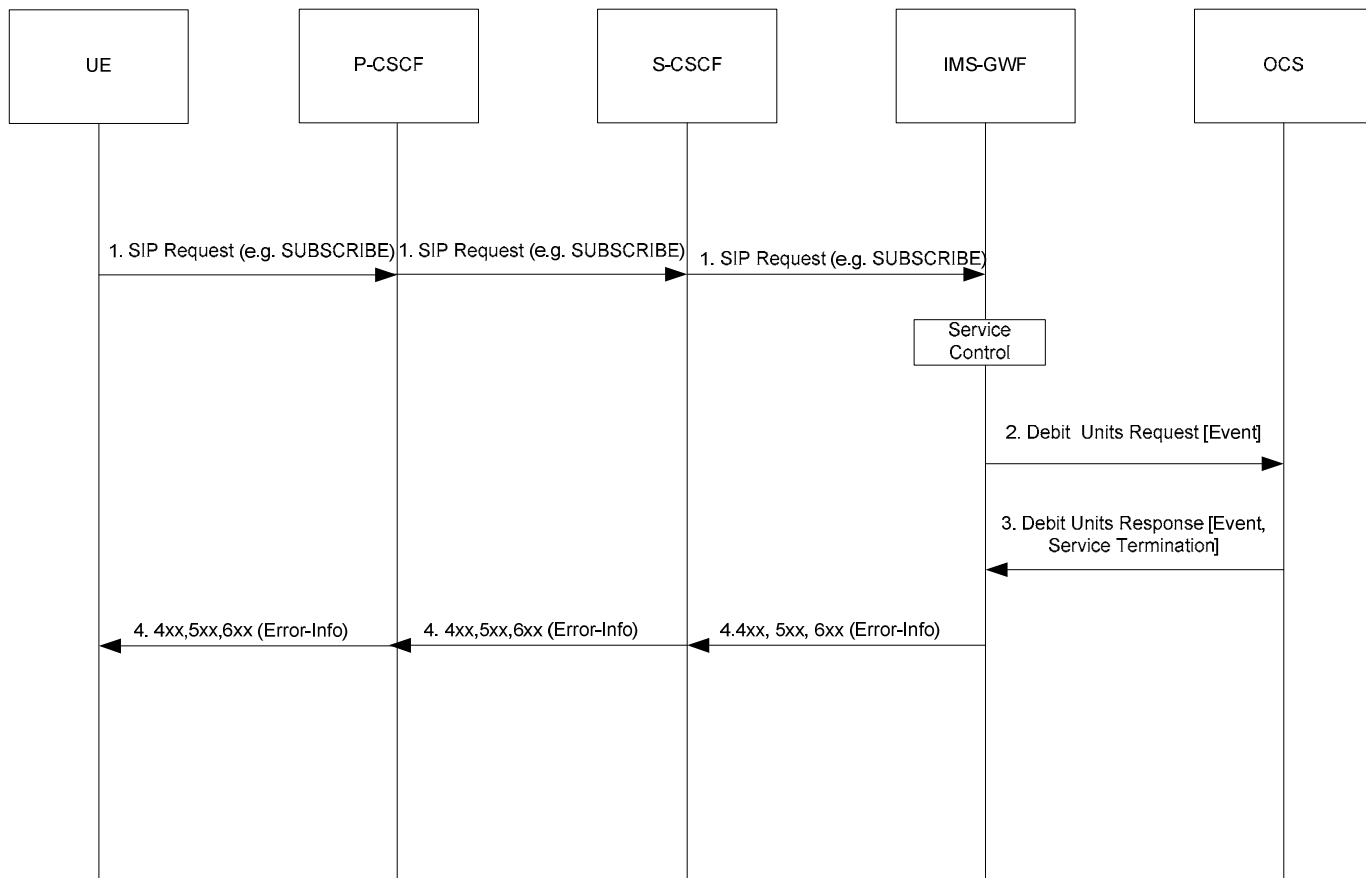 UE
P-CSCF
S-CSCF
IMS-GWF
OCS
1. SIP Request (e.g. SUBSCRIBE)
1. SIP Request (e.g. SUBSCRIBE)
1. SIP Request (e.g. SUBSCRIBE)
Service
Control
2. Debit Units Request [Event]
3. Debit Units Response [Event,
Service Termination]
4. 4xx,5xx,6xx (Error-Info)
4. 4xx,5xx,6xx (Error-Info)
4.4xx, 5xx, 6xx (Error-Info)